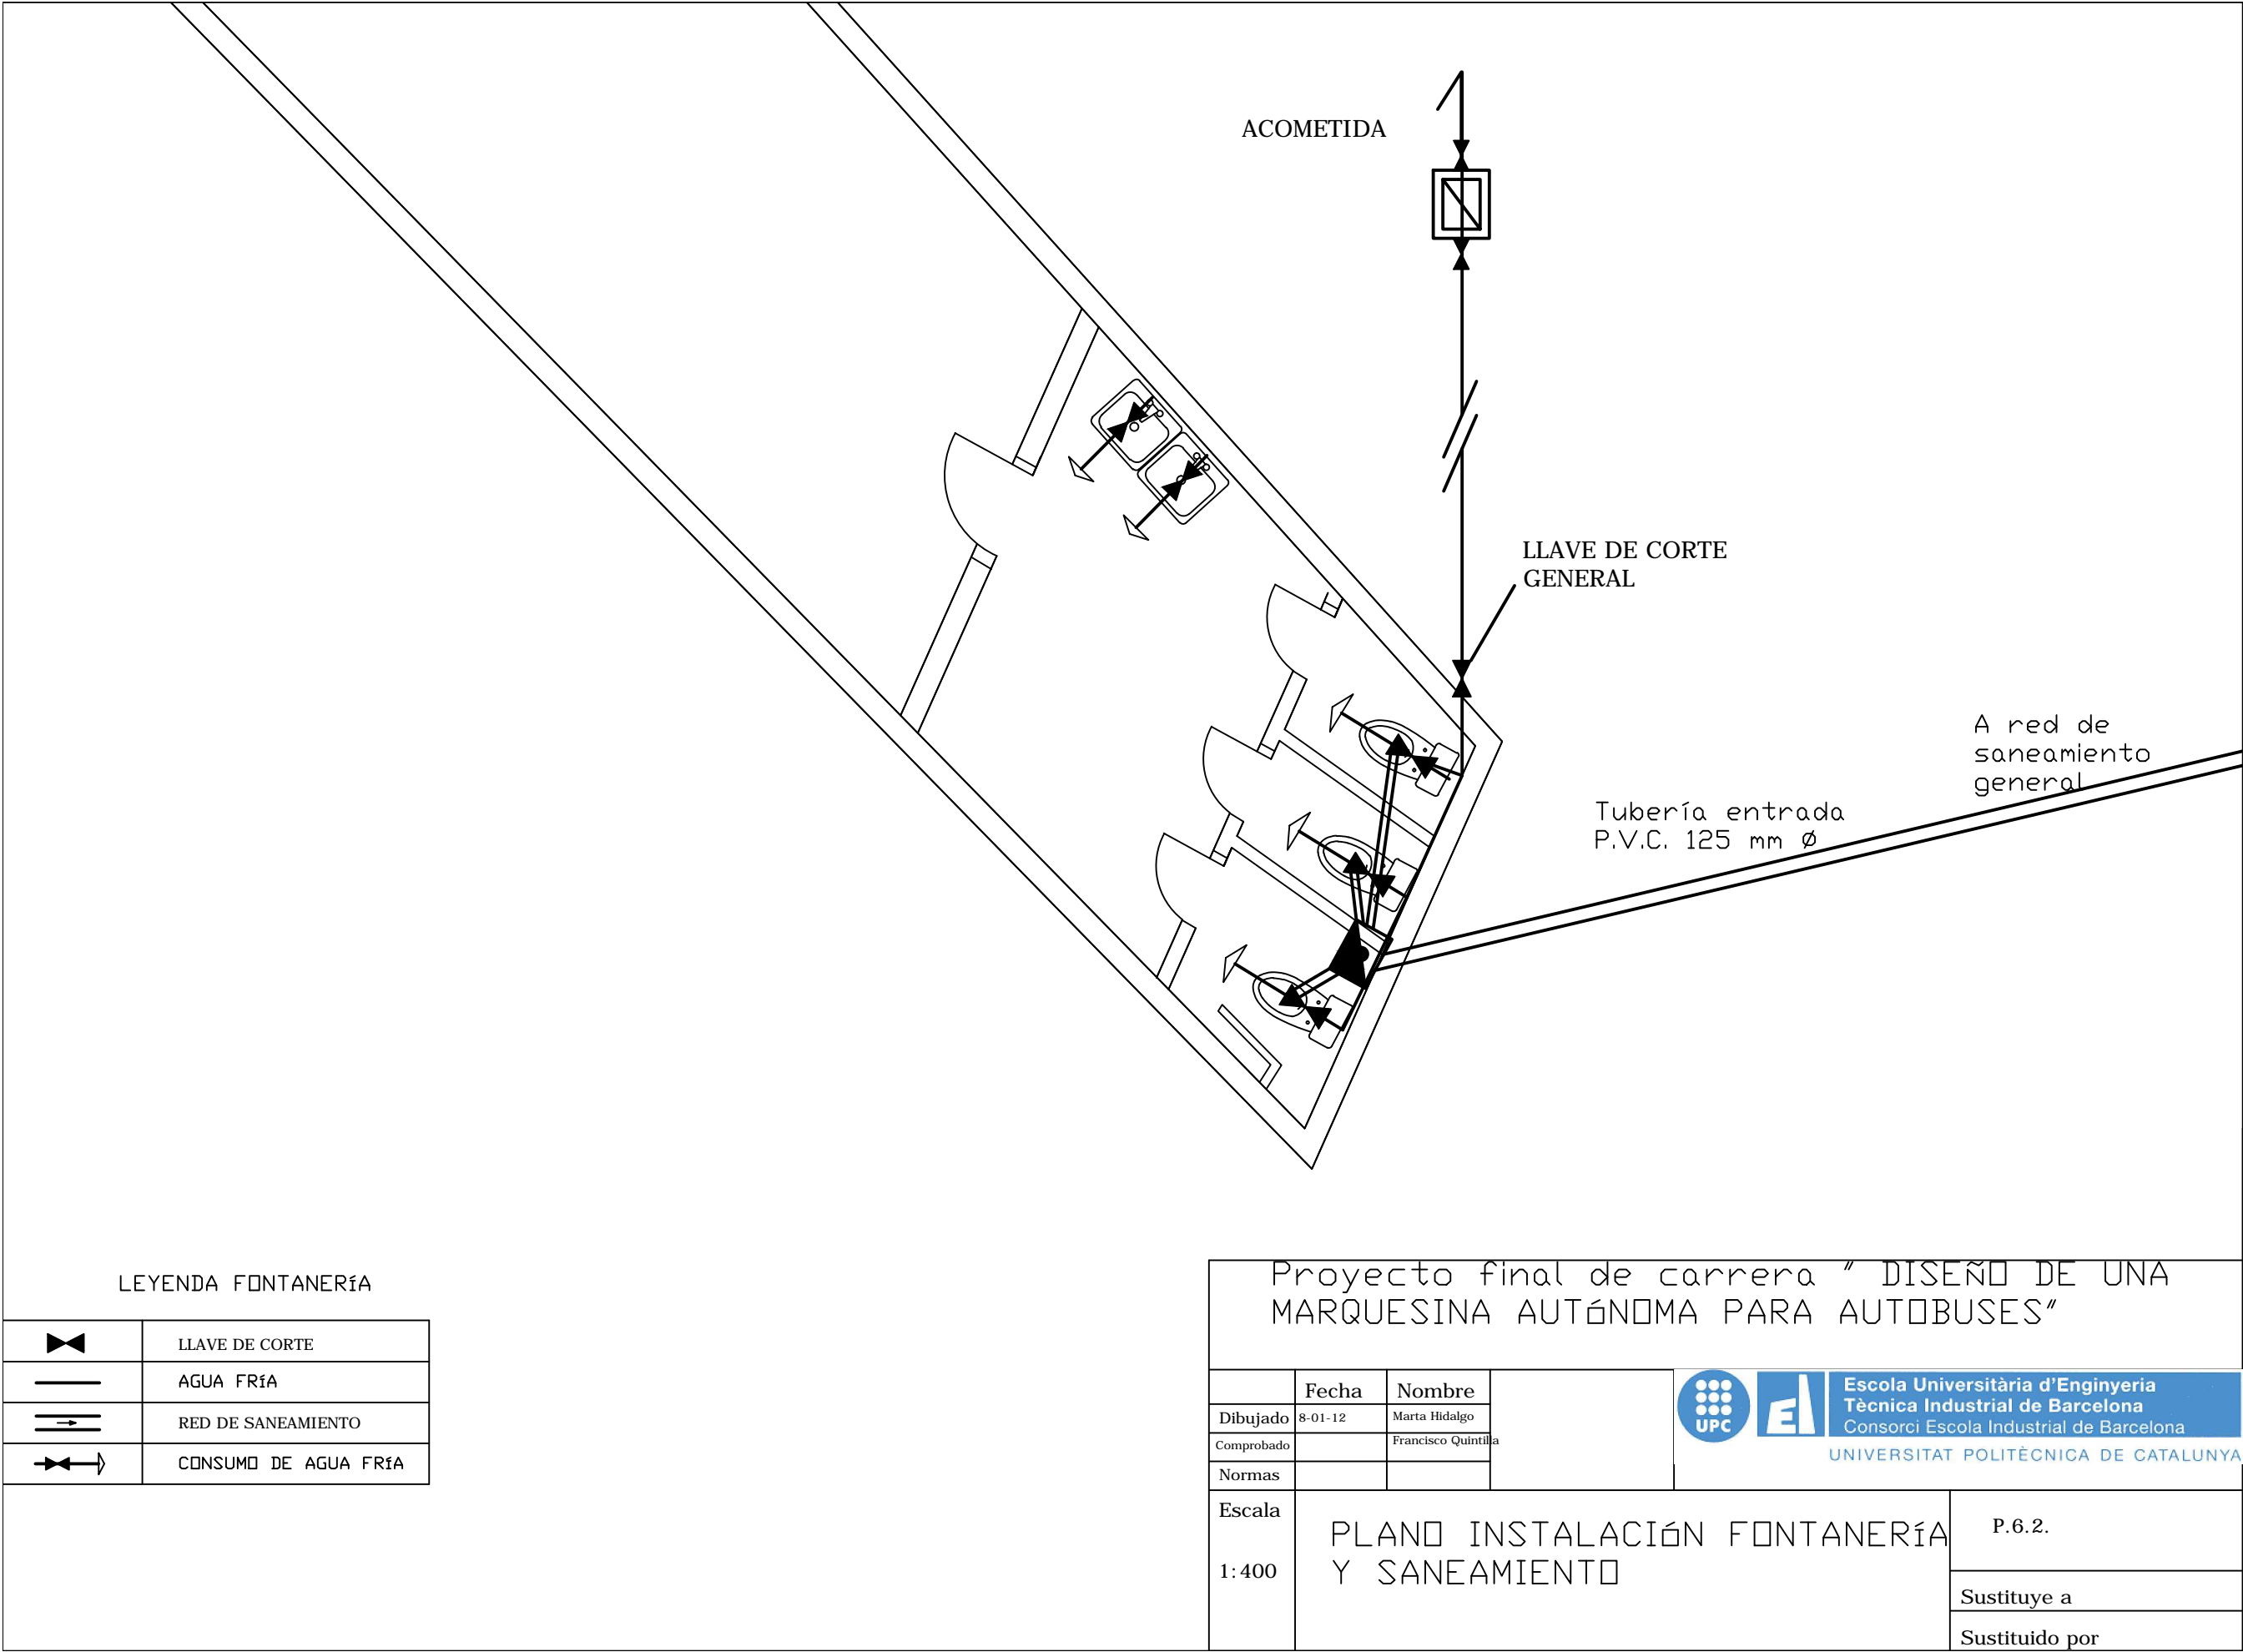 ACOMETIDA
LLAVE DE CORTE
GENERAL
A red de
saneamiento
general
Tubería entrada
P.V.C. 125 mm Ø
LEYENDA FONTANERíA
LLAVE DE CORTE
AGUA FRíA
RED DE SANEAMIENTO
CONSUMO DE AGUA FRíA
Proyecto final de carrera " DISEÑO DE UNA
MARQUESINA AUTóNOMA PARA AUTOBUSES"
Fecha Nombre
Dibujado 8-01-12 Marta Hidalgo
Comprobado Francisco Quintilla
Normas
UPC
Escola Universitària d'Enginyeria
Tècnica Industrial de Barcelona
Consorci Escola Industrial de Barcelona
UNIVERSITAT POLITÈCNICA DE CATALUNYA
Escala
1:400
PLANO INSTALACIóN FONTANERíA
Y SANEAMIENTO
P.6.2.
Sustituye a
Sustituido por